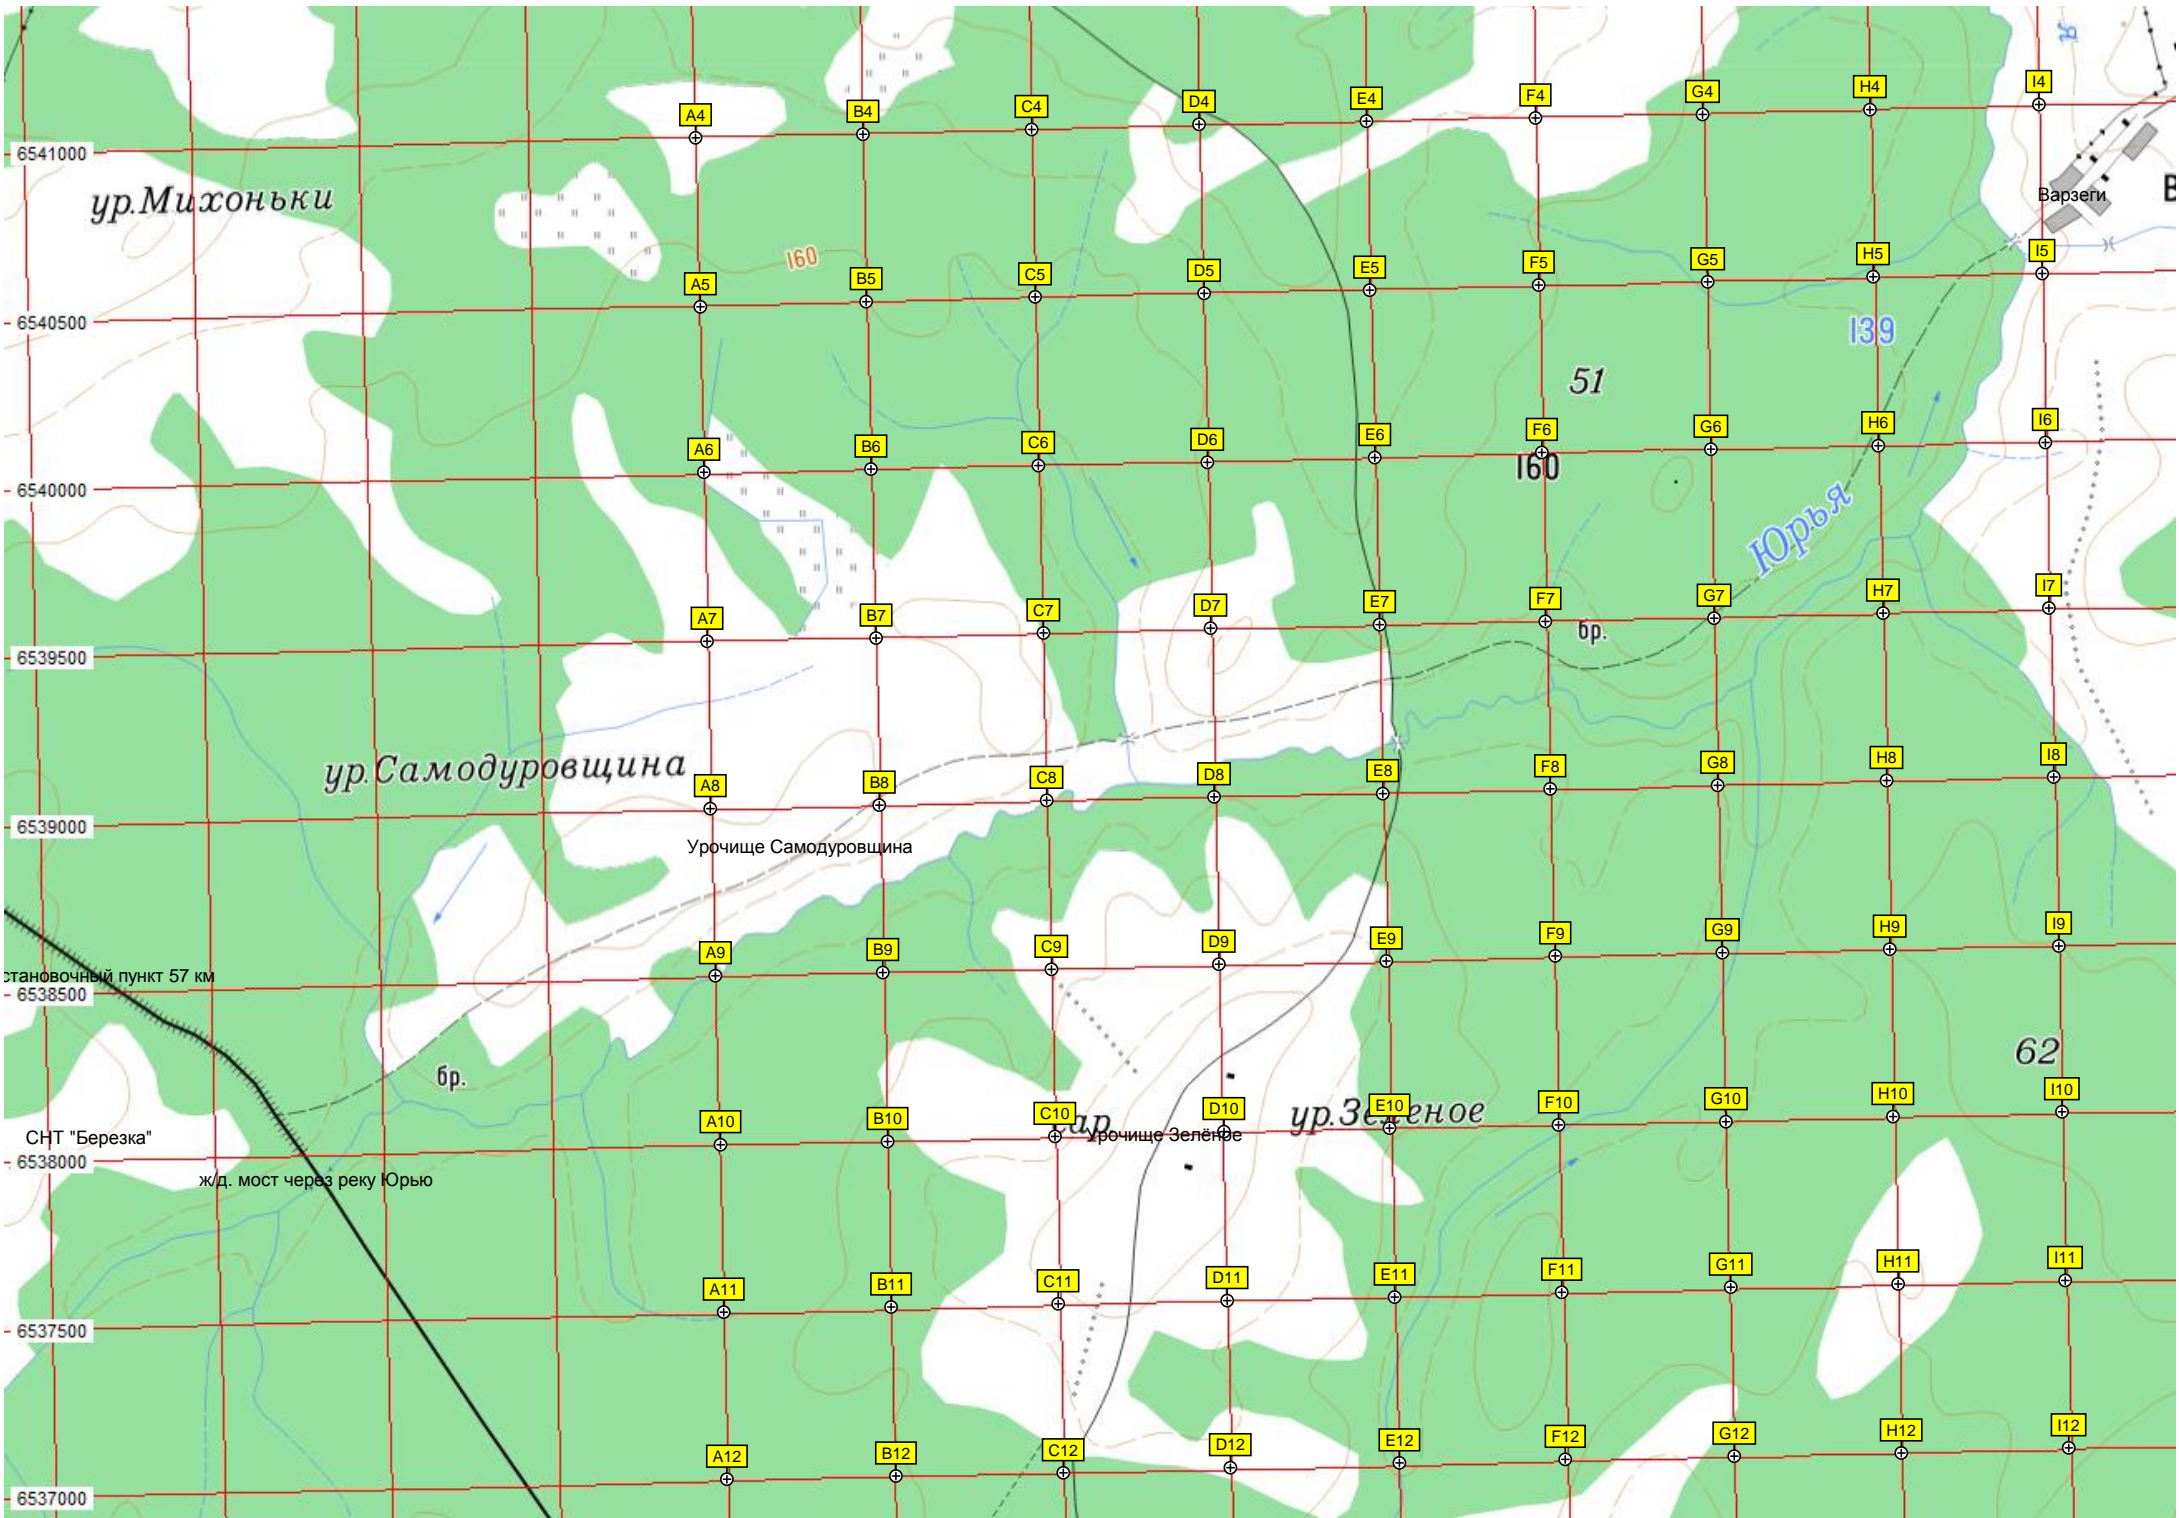 A4 B4 C4 D4 E4 F4 G4 H4 I4
6541000
ур.Михоньки
Варзеги
В
160
A5 B5 C5 D5 E5 F5 G5 H5 I5
6540500
139
51
A6 B6 C6 D6 E6 F6 G6 H6 I6
160
6540000
Юрья
A7 B7 C7 D7 E7 F7 G7 H7 I7
бр.
6539500
ур.Самодуровщина
A8 B8 C8 D8 E8 F8 G8 H8 I8
6539000
Урочище Самодуровщина
A9 B9 C9 D9 E9 F9 G9 H9 I9
становочный пункт 57 км
6538500
62
бр.
A10 B10 C10 D10 E10 F10 G10 H10 I10
ур.Зеленое
сар.
Урочище Зелёное
СНТ "Березка"
6538000
ж/д. мост через реку Юрью
A11 B11 C11 D11 E11 F11 G11 H11 I11
6537500
A12 B12 C12 D12 E12 F12 G12 H12 I12
6537000